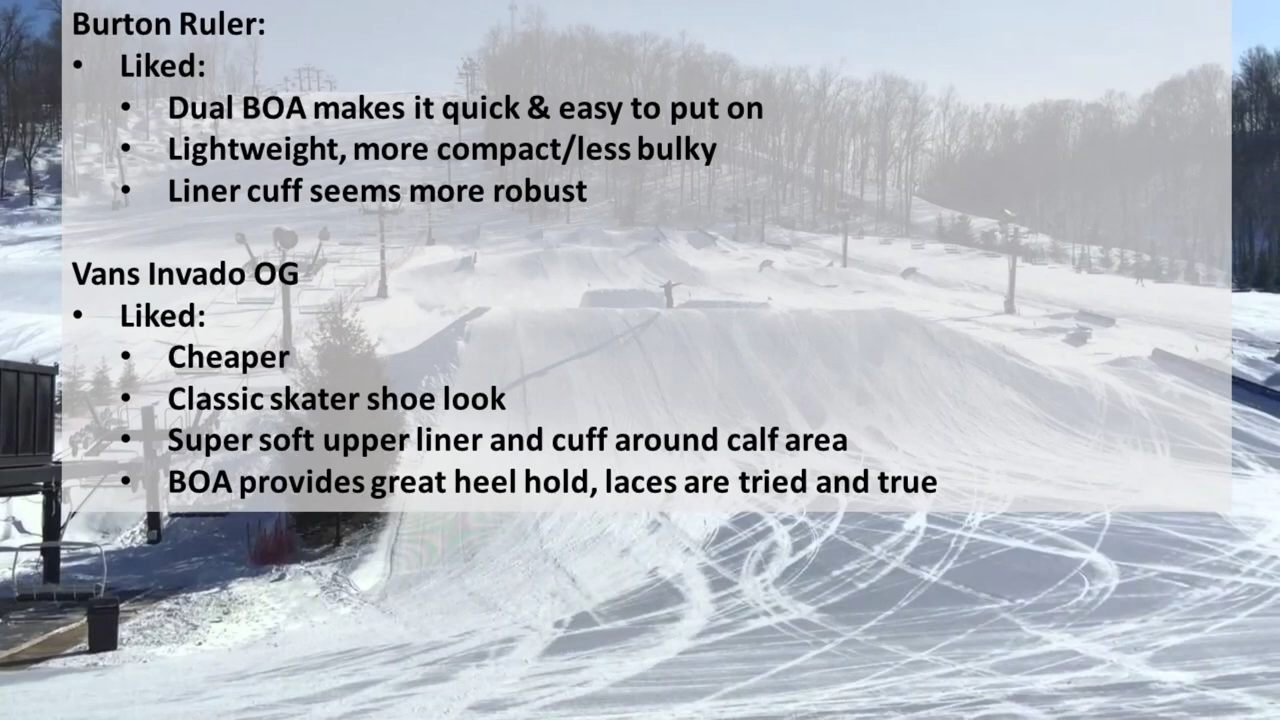 Burton Ruler:
• Liked:
• Dual BOA makes it quick & easy to put on
• Lightweight, more compact/less bulky
• Liner cuff seems more robust
Vans Invado OG
• Liked:
• Cheaper
• Classic skater shoe look
• Super soft upper liner and cuff around calf area
• BOA provides great heel hold, laces are tried and true